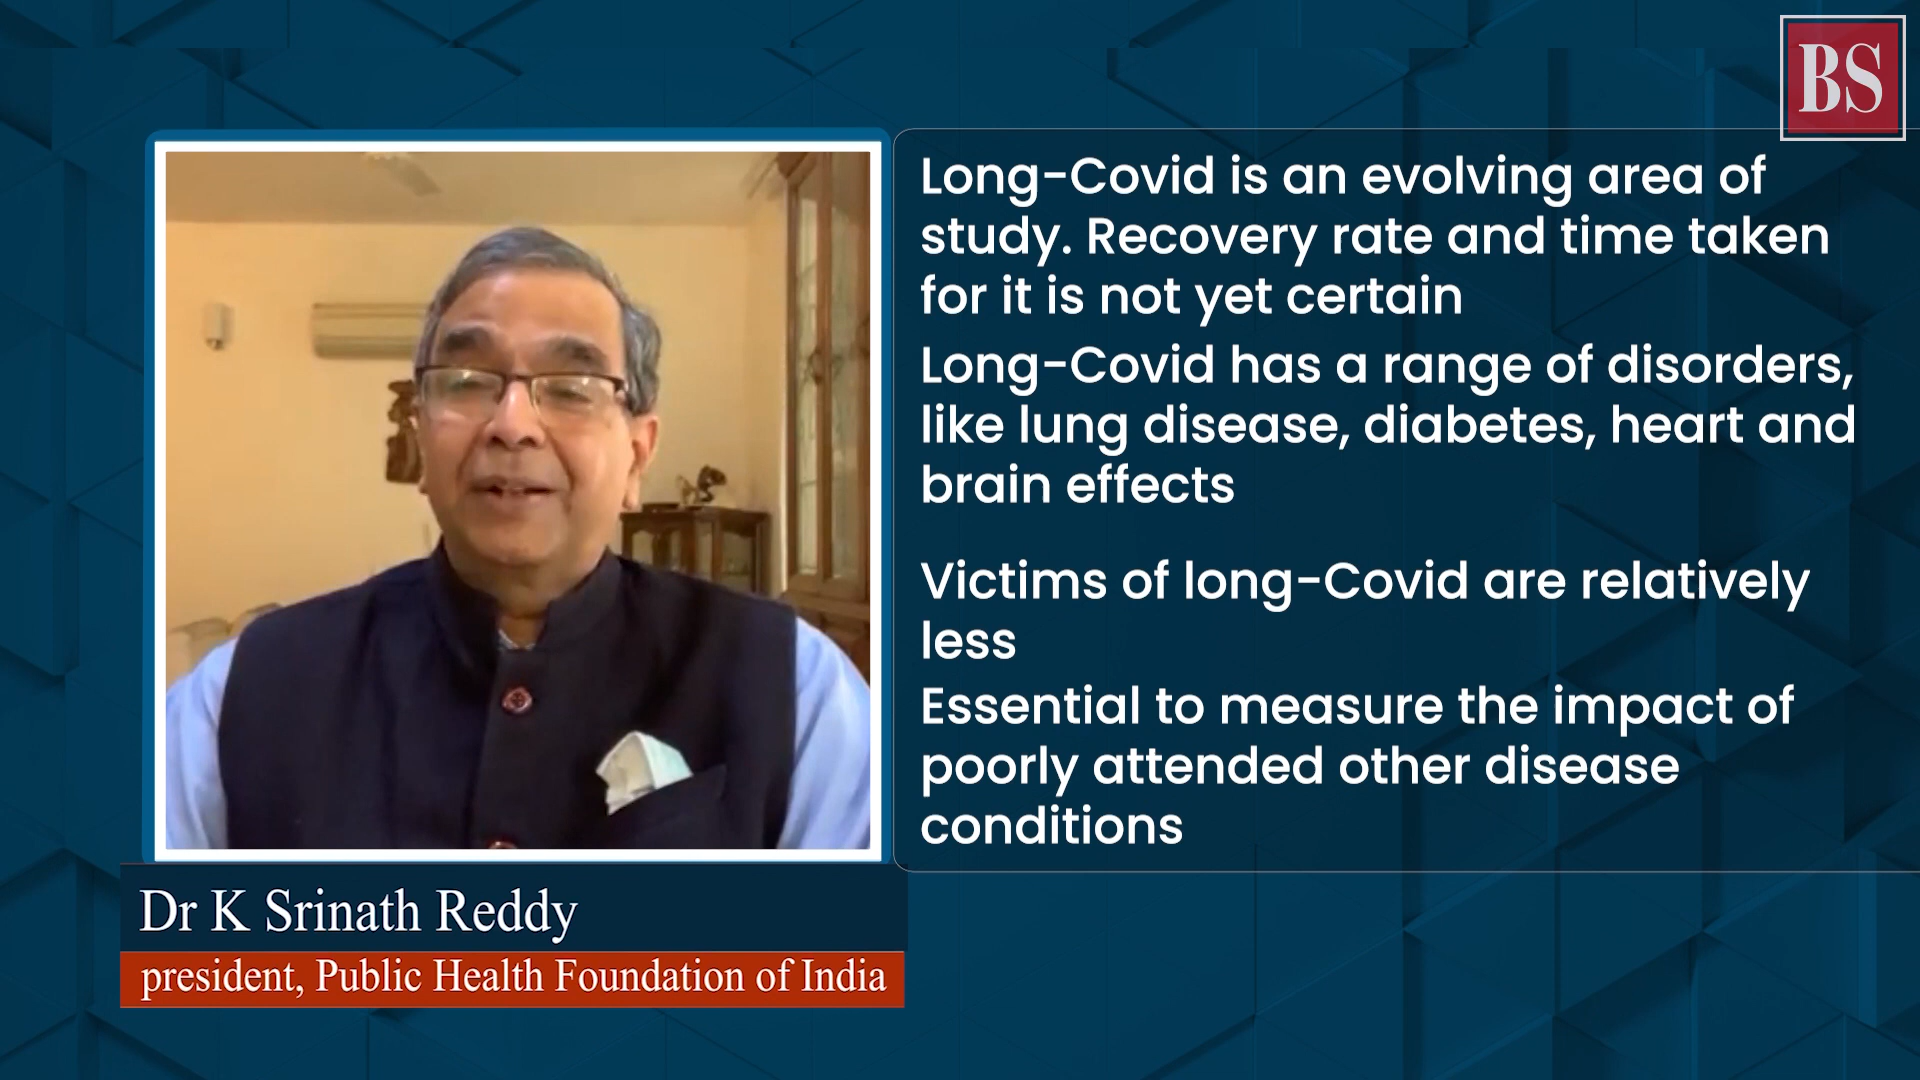 BS
Long-Covid is an evolving area of
study. Recovery rate and time taken
for it is not yet certain
Long-Covid has a range of disorders,
like lung disease, diabetes, heart and
brain effects
Victims of long-Covid are relatively
less
Essential to measure the impact of
poorly attended other disease
conditions
Dr K Srinath Reddy
president, Public Health Foundation of India